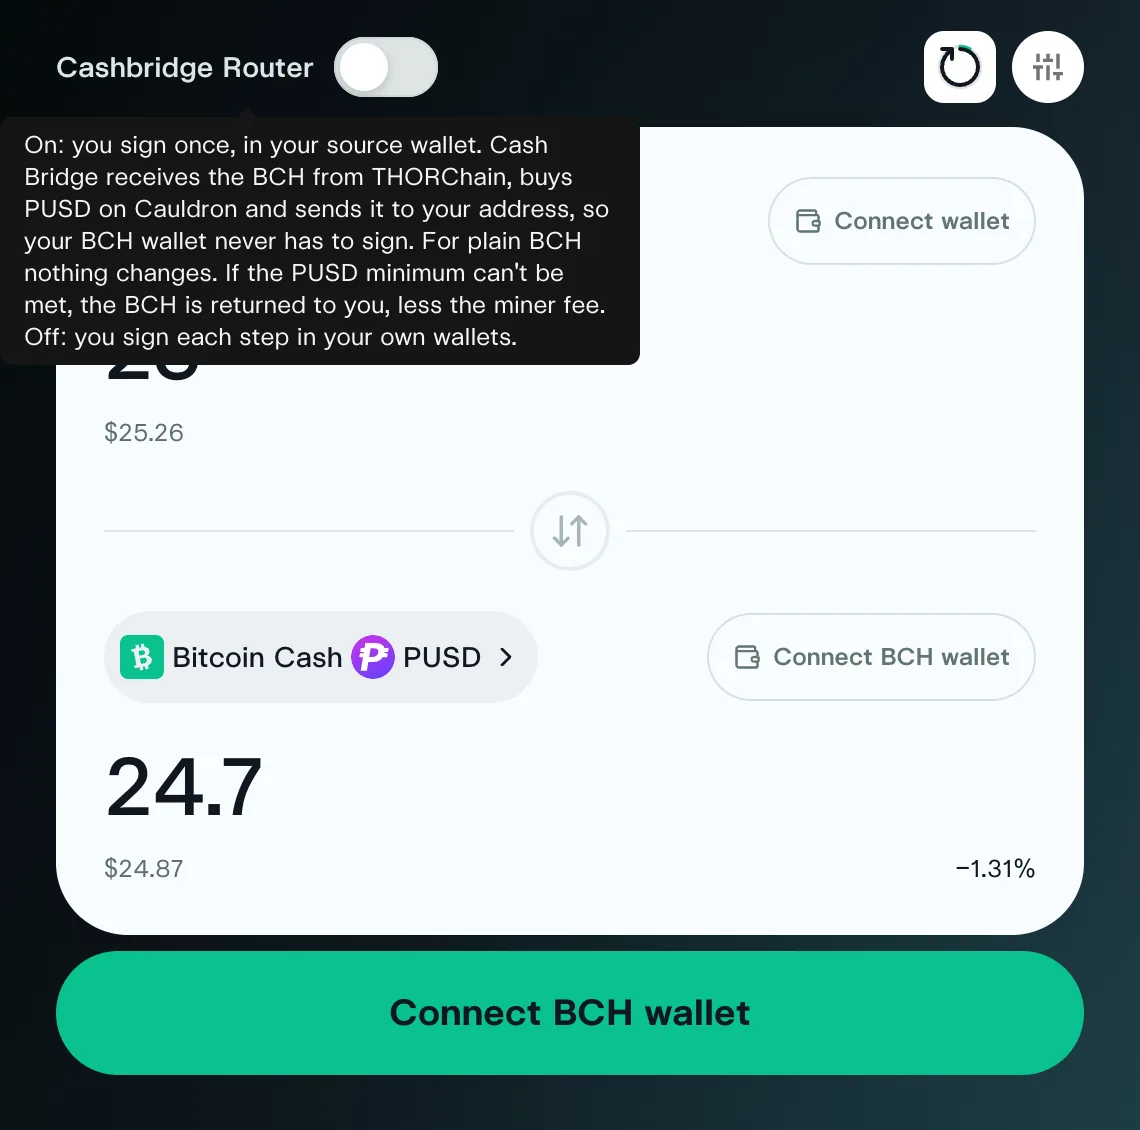 Cashbridge Router
On: you sign once, in your source wallet. Cash
Bridge receives the BCH from THORChain, buys
PUSD on Cauldron and sends it to your address, so
your BCH wallet never has to sign. For plain BCH
nothing changes. If the PUSD minimum can't be
met, the BCH is returned to you, less the miner fee.
Off: you sign each step in your own wallets.
Connect wallet
$25.26
Bitcoin Cash PUSD
Connect BCH wallet
24.7
$24.87
−1.31%
Connect BCH wallet